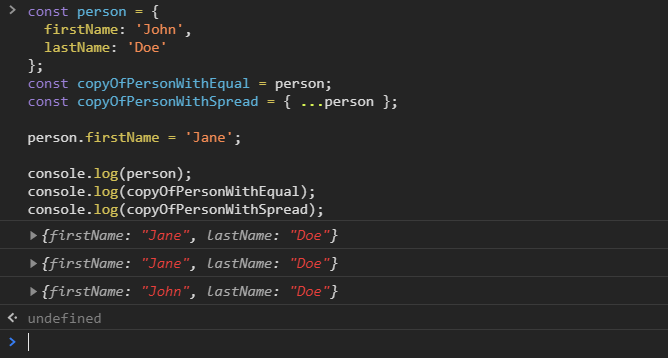 const person = {
  firstName: 'John',
  lastName: 'Doe'
};
const copyOfPersonWithEqual = person;
const copyOfPersonWithSpread = { ...person };

person.firstName = 'Jane';

console.log(person);
console.log(copyOfPersonWithEqual);
console.log(copyOfPersonWithSpread);
{firstName: "Jane", lastName: "Doe"}
{firstName: "Jane", lastName: "Doe"}
{firstName: "John", lastName: "Doe"}
undefined